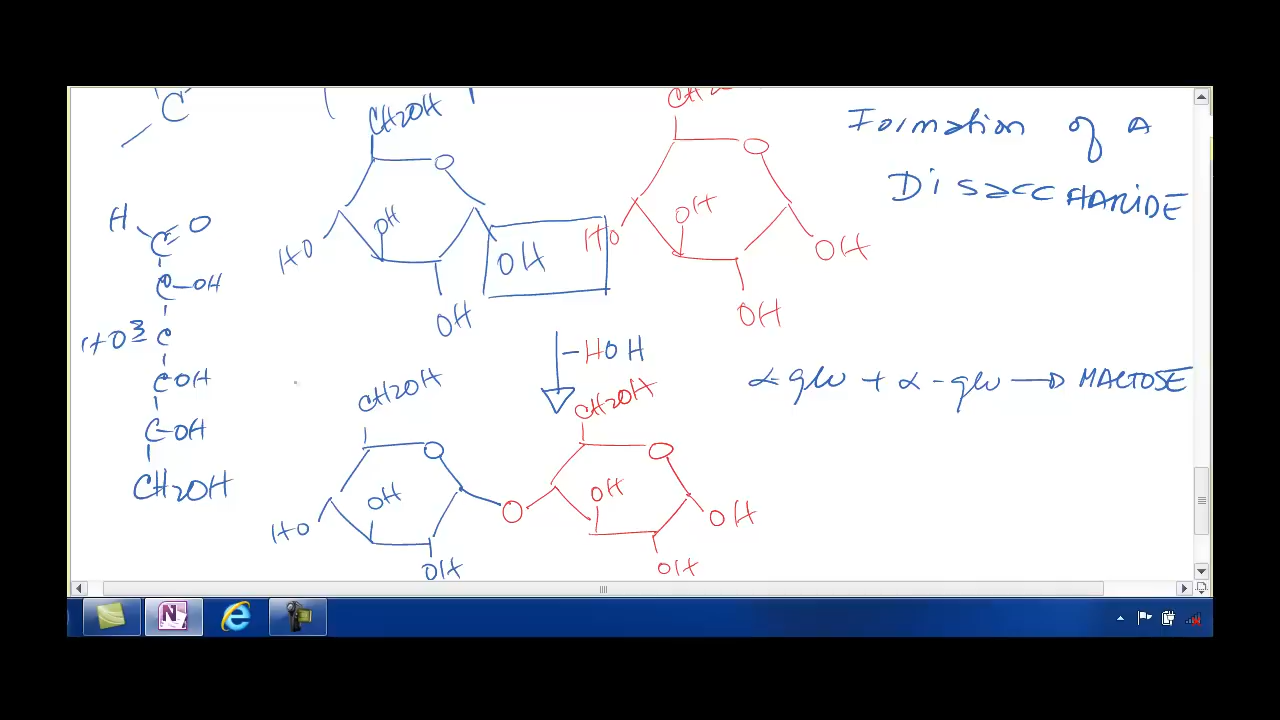 C
CH2OH
Formation of A
DiSaccHARiDE
H
O
O
O
C
OH
OH
HO
HO
OH
OH
C-OH
OH
OH
HO
C
-HOH
COH
CH2OH
CH2OH
α-glu + α-glu → MALTOSE
C-OH
O
O
CH2OH
OH
OH
HO
O
OH
OH
OH